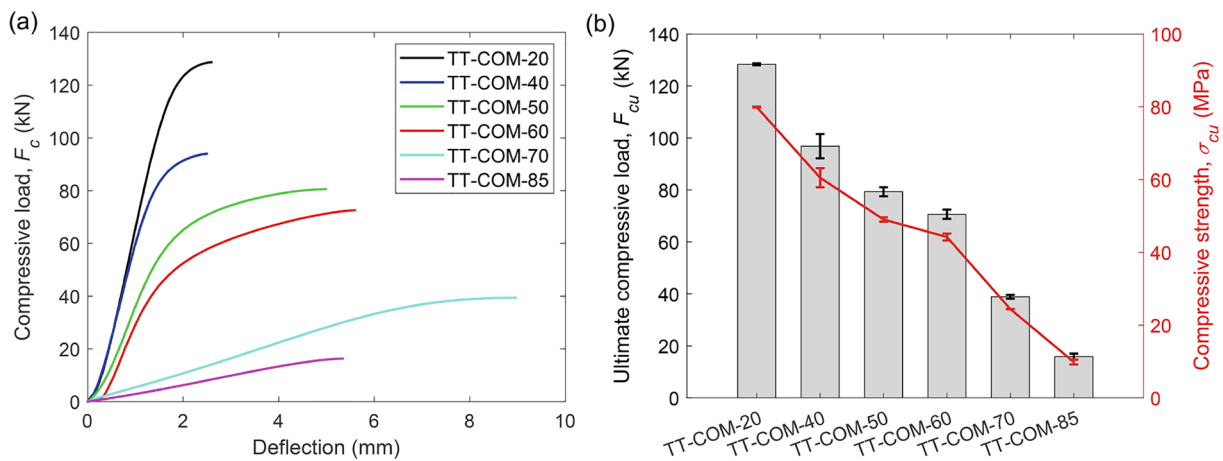 (a)
140
120
100
80
60
40
20
0
Compressive load, Fc (kN)
0 2 4 6 8 10
Deflection (mm)
TT-COM-20
TT-COM-40
TT-COM-50
TT-COM-60
TT-COM-70
TT-COM-85
(b)
140
120
100
80
60
40
20
0
Ultimate compressive load, Fcu (kN)
100
80
60
40
20
0
Compressive strength, σcu (MPa)
TT-COM-20
TT-COM-40
TT-COM-50
TT-COM-60
TT-COM-70
TT-COM-85